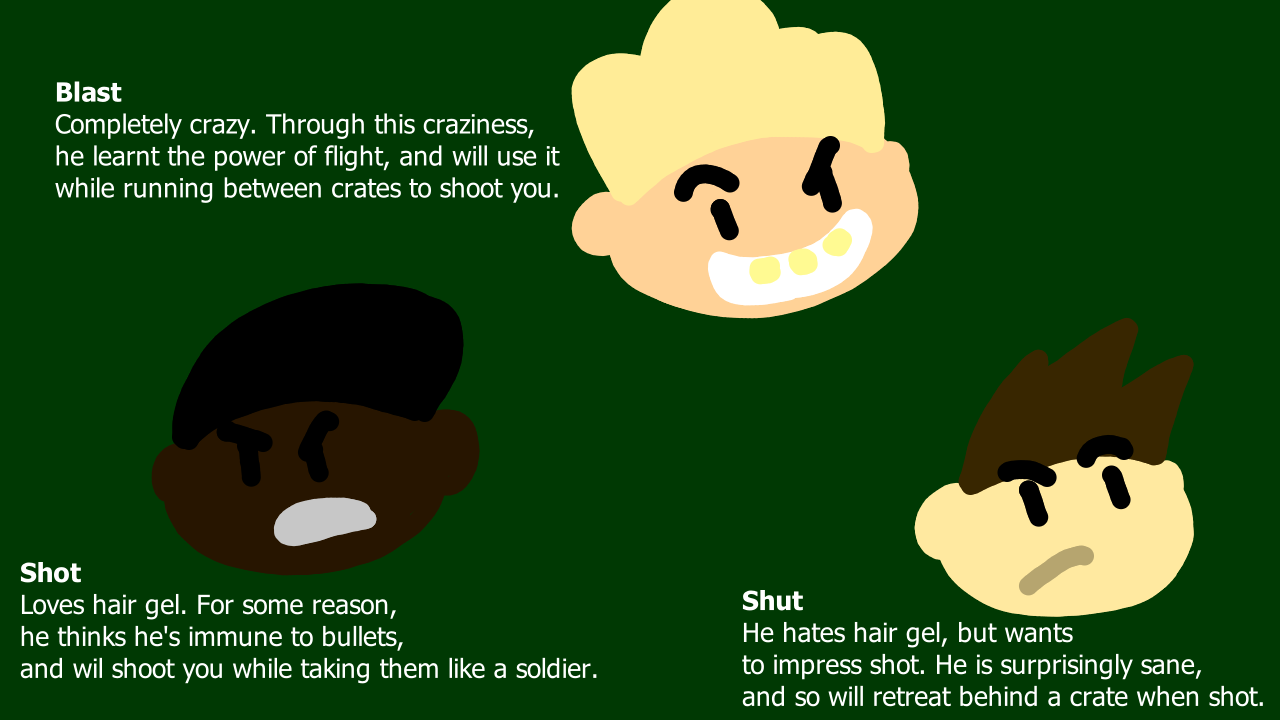 Blast
Completely crazy. Through this craziness,
he learnt the power of flight, and will use it
while running between crates to shoot you.
Shot
Loves hair gel. For some reason,
he thinks he's immune to bullets,
and wil shoot you while taking them like a soldier.
Shut
He hates hair gel, but wants
to impress shot. He is surprisingly sane,
and so will retreat behind a crate when shot.